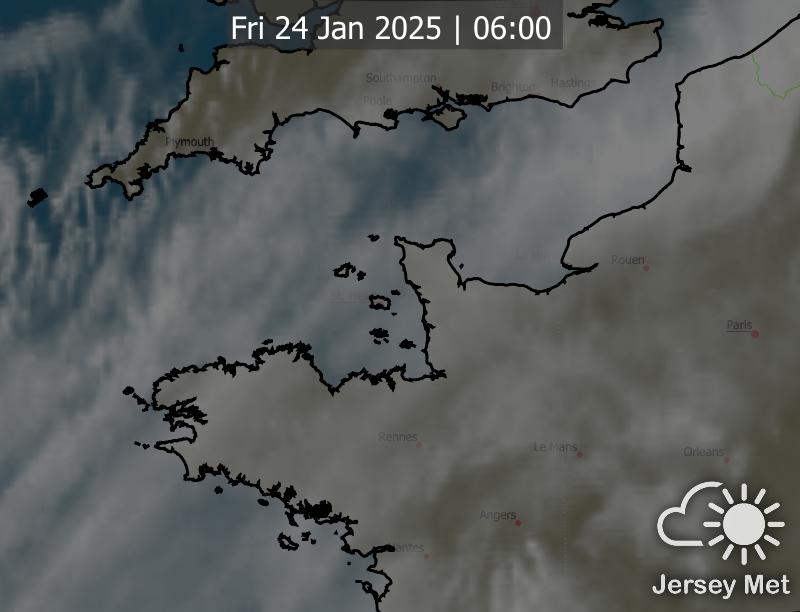 Fri 24 Jan 2025 | 06:00
Southampton
Brighton
Hastings
Poole
Plymouth
Rouen
Paris
Rennes
Le Mans
Orleans
Angers
Nantes
Jersey Met